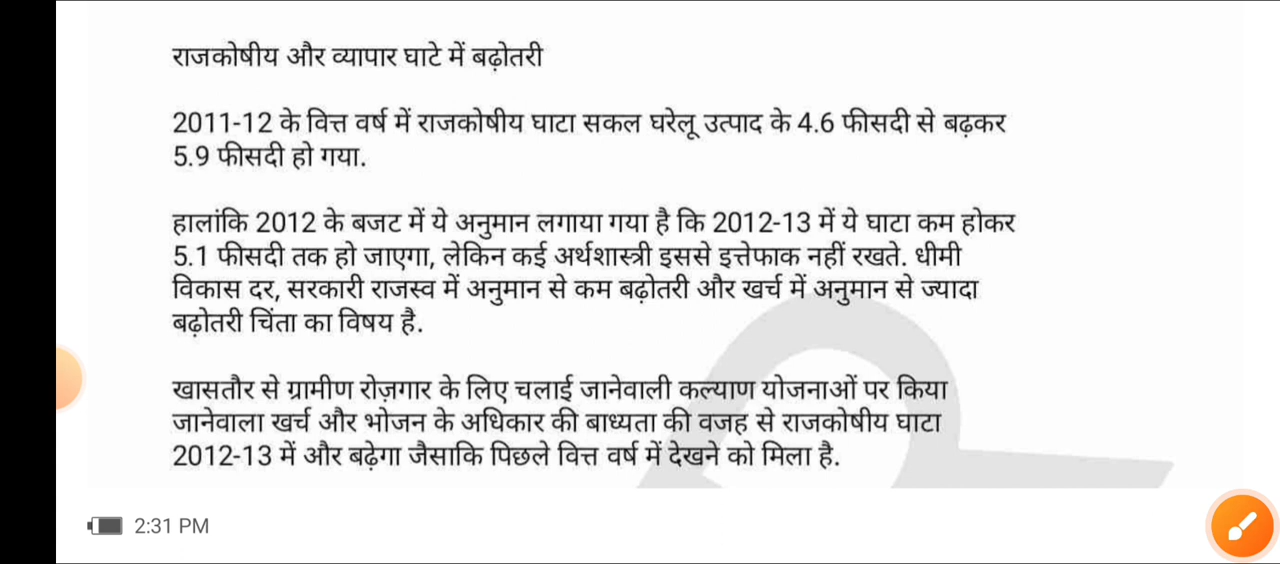 राजकोषीय और व्यापार घाटे में बढ़ोतरी
2011-12 के वित्त वर्ष में राजकोषीय घाटा सकल घरेलू उत्पाद के 4.6 फीसदी से बढ़कर
5.9 फीसदी हो गया.
हालांकि 2012 के बजट में ये अनुमान लगाया गया है कि 2012-13 में ये घाटा कम होकर
5.1 फीसदी तक हो जाएगा, लेकिन कई अर्थशास्त्री इससे इत्तेफाक नहीं रखते. धीमी
विकास दर, सरकारी राजस्व में अनुमान से कम बढ़ोतरी और खर्च में अनुमान से ज्यादा
बढ़ोतरी चिंता का विषय है.
खासतौर से ग्रामीण रोज़गार के लिए चलाई जानेवाली कल्याण योजनाओं पर किया
जानेवाला खर्च और भोजन के अधिकार की बाध्यता की वजह से राजकोषीय घाटा
2012-13 में और बढ़ेगा जैसाकि पिछले वित्त वर्ष में देखने को मिला है.
2:31 PM